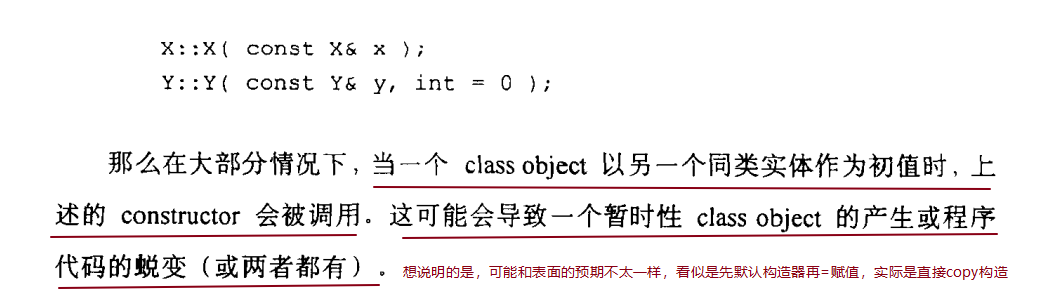 X::X( const X& x );
Y::Y( const Y& y, int = 0 );
那么在大部分情况下，当一个 class object 以另一个同类实体作为初值时，上
述的 constructor 会被调用。这可能会导致一个暂时性 class object 的产生或程序
代码的蜕变（或两者都有）。 想说明的是，可能和表面的预期不太一样，看似是先默认构造器再=赋值，实际是直接copy构造